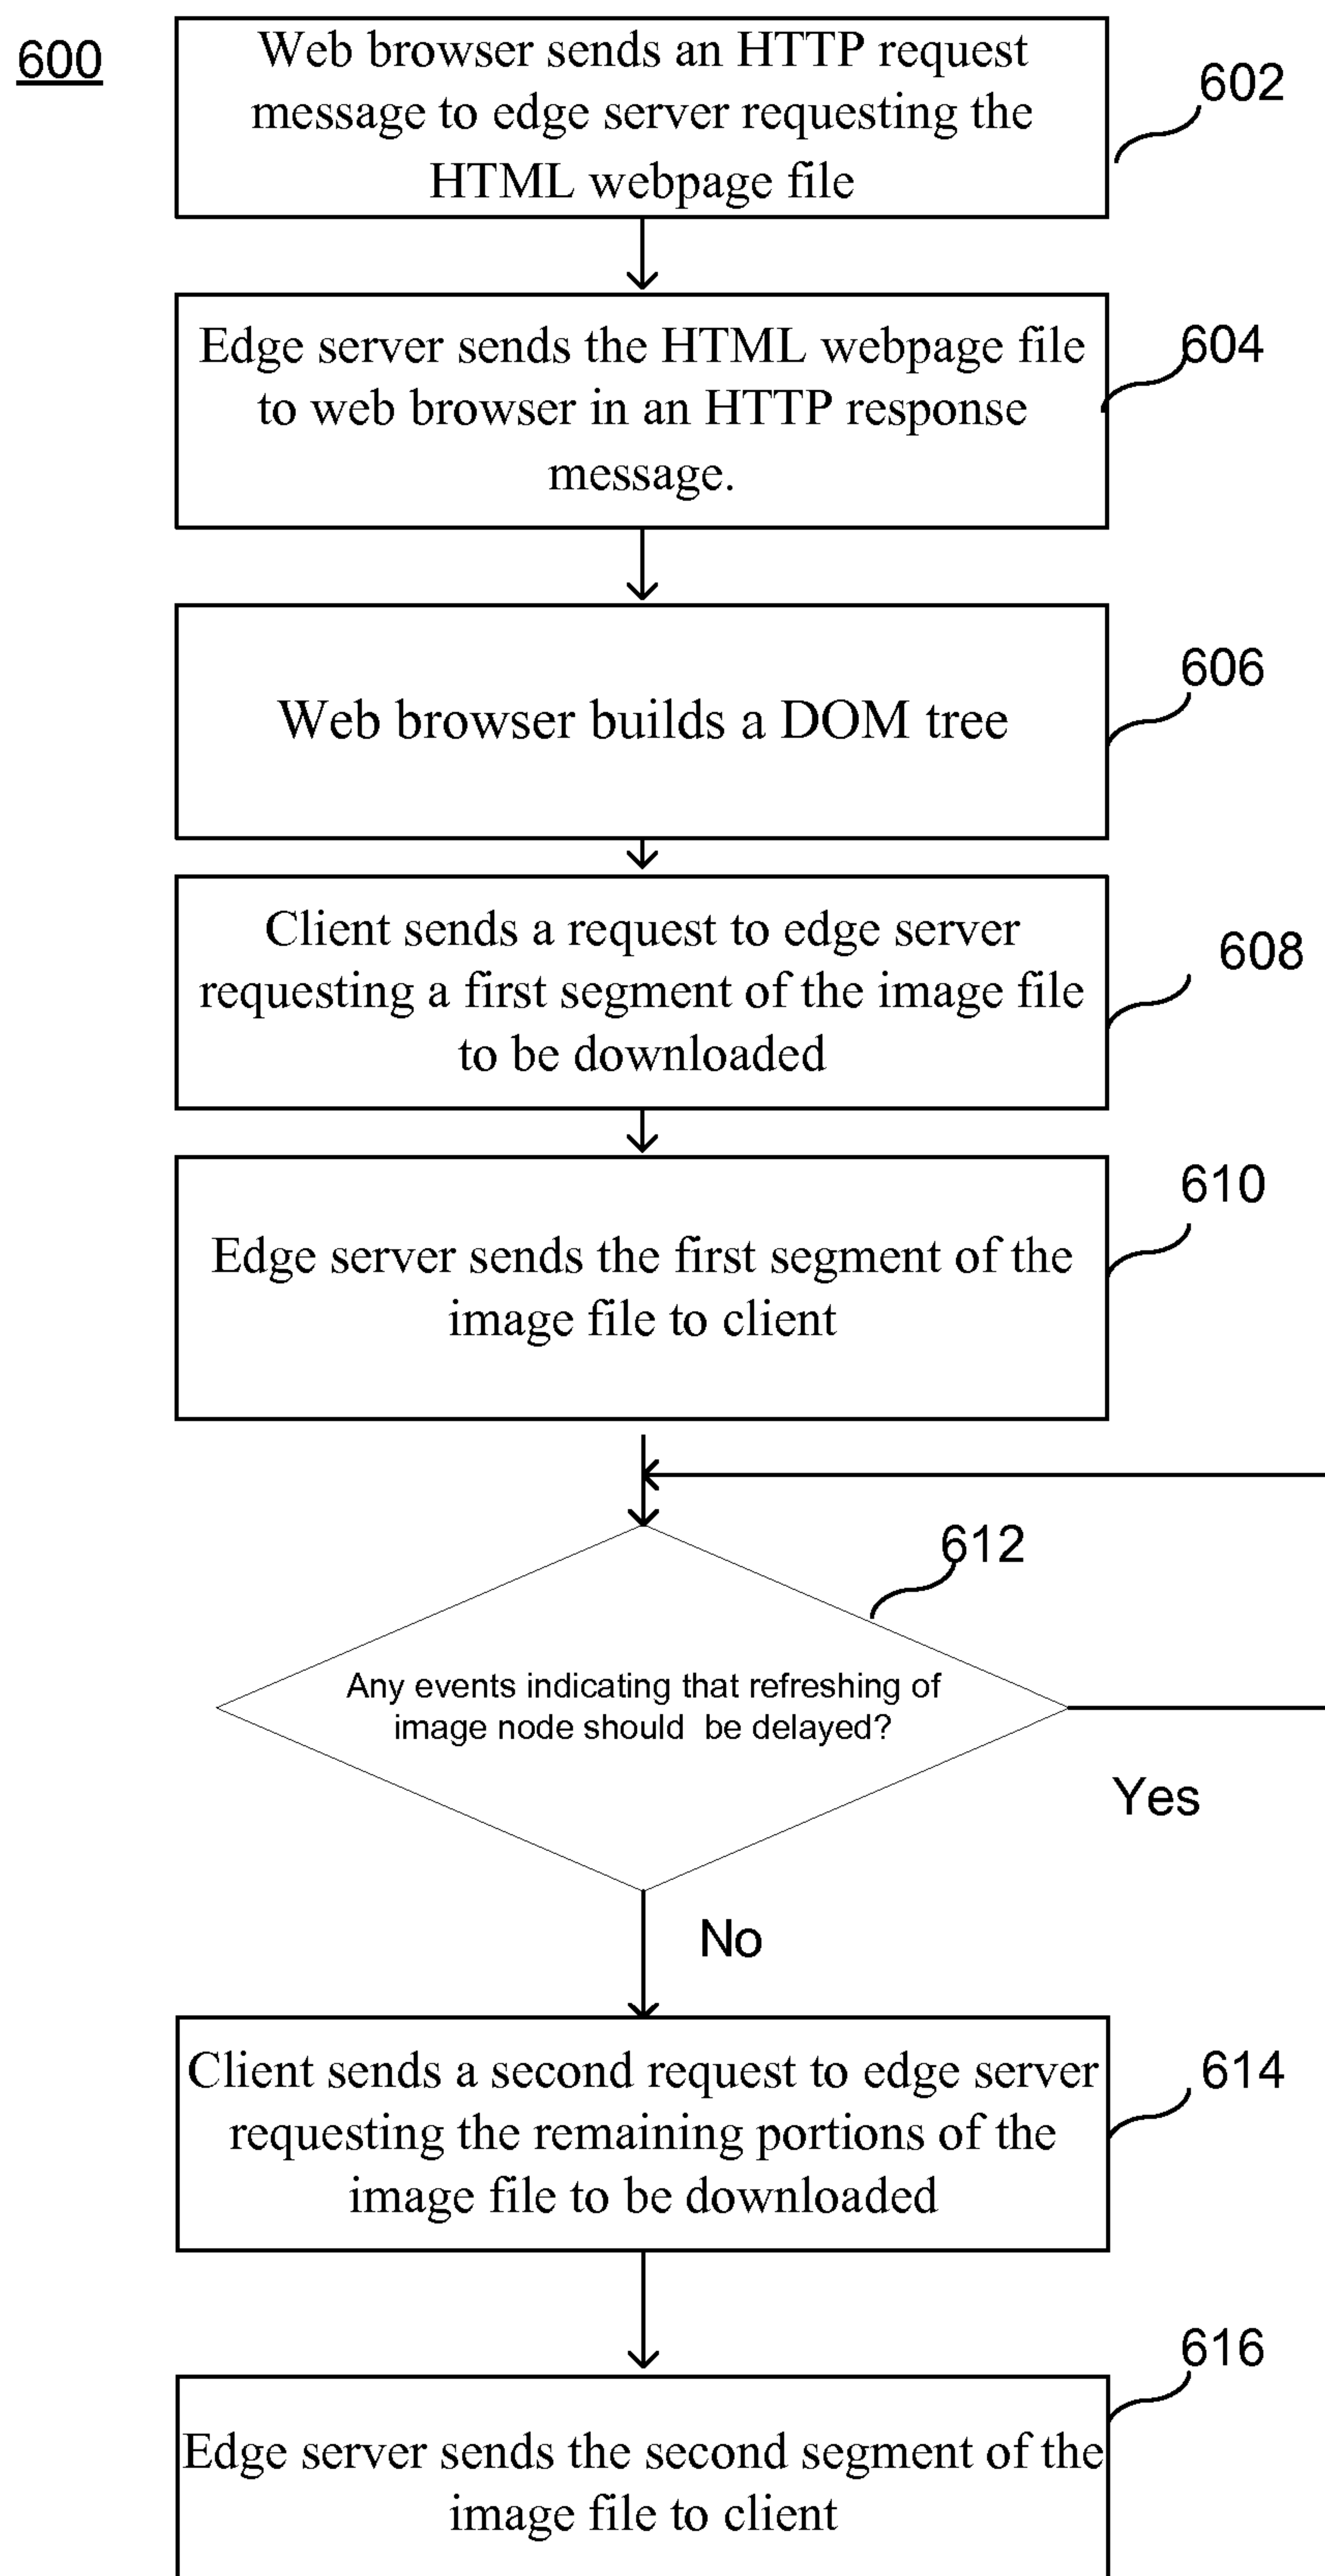 600
Web browser sends an HTTP request
message to edge server requesting the
HTML webpage file
602
Edge server sends the HTML webpage file
to web browser in an HTTP response
message.
604
Web browser builds a DOM tree
606
Client sends a request to edge server
requesting a first segment of the image file
to be downloaded
608
Edge server sends the first segment of the
image file to client
610
612
Any events indicating that refreshing of
image node should be delayed?
Yes
No
Client sends a second request to edge server
requesting the remaining portions of the
image file to be downloaded
614
Edge server sends the second segment of the
image file to client
616